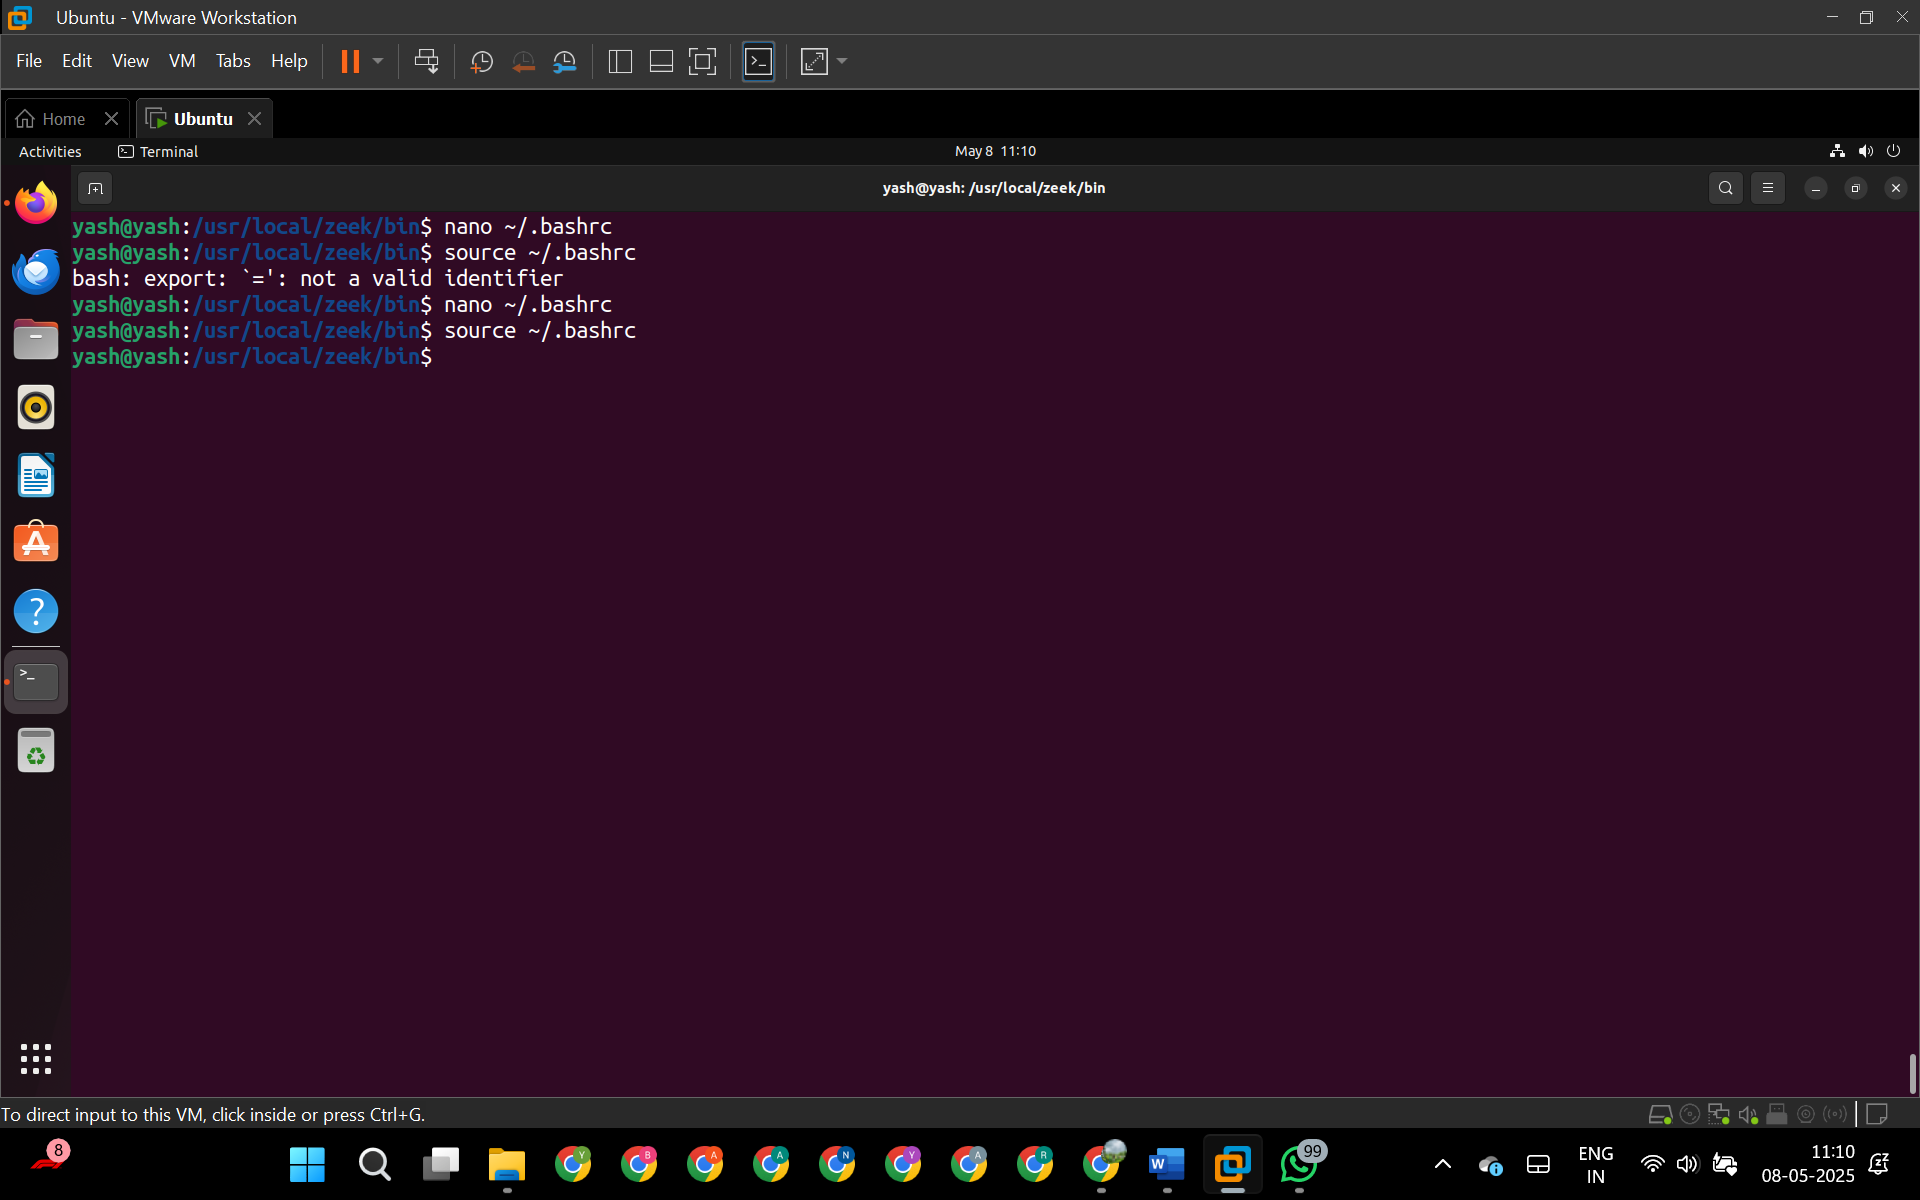 Ubuntu - VMware Workstation
File Edit View VM Tabs Help
Home
Ubuntu
Activities
Terminal
May 8 11:10
yash@yash: /usr/local/zeek/bin
yash@yash:/usr/local/zeek/bin$ nano ~/.bashrc
yash@yash:/usr/local/zeek/bin$ source ~/.bashrc
bash: export: `=': not a valid identifier
yash@yash:/usr/local/zeek/bin$ nano ~/.bashrc
yash@yash:/usr/local/zeek/bin$ source ~/.bashrc
yash@yash:/usr/local/zeek/bin$
To direct input to this VM, click inside or press Ctrl+G.
8
Y
B
A
A
N
Y
A
R
W
99
ENG
IN
11:10
08-05-2025